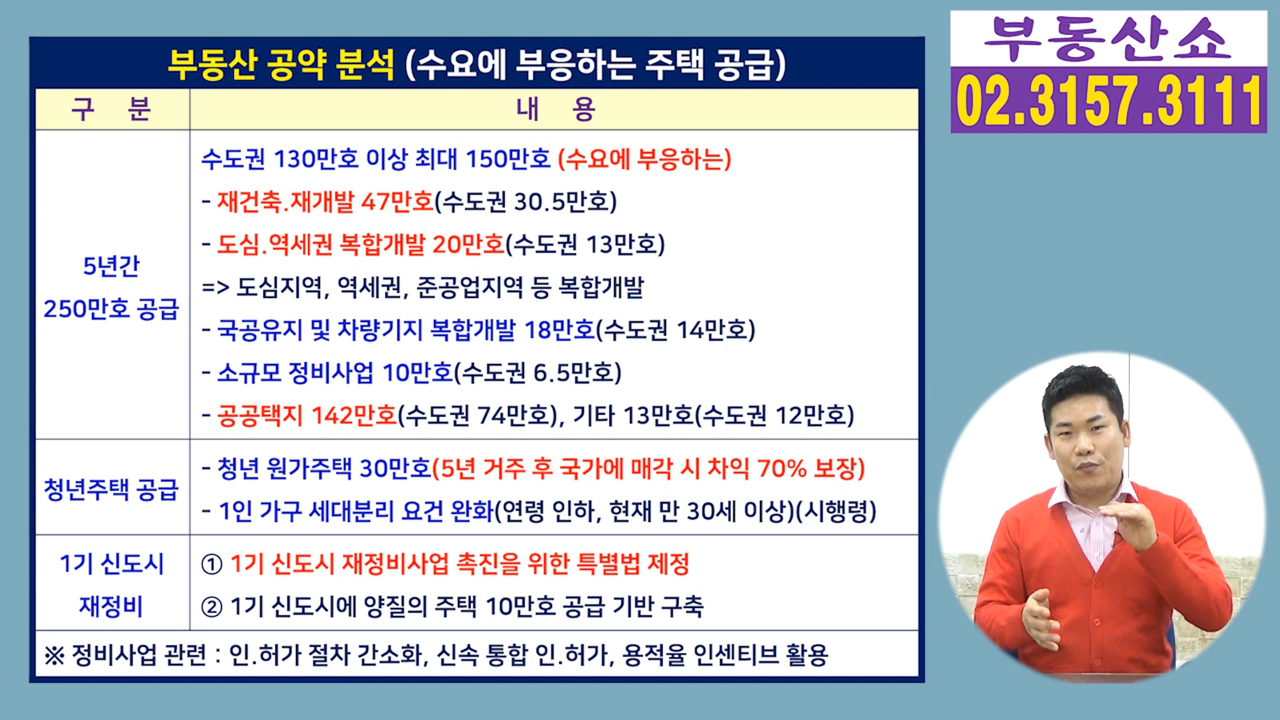 부동산쇼
02.3157.3111
부동산 공약 분석 (수요에 부응하는 주택 공급)
구 분
내 용
5년간
250만호 공급
수도권 130만호 이상 최대 150만호 (수요에 부응하는)
- 재건축.재개발 47만호(수도권 30.5만호)
- 도심.역세권 복합개발 20만호(수도권 13만호)
=> 도심지역, 역세권, 준공업지역 등 복합개발
- 국공유지 및 차량기지 복합개발 18만호(수도권 14만호)
- 소규모 정비사업 10만호(수도권 6.5만호)
- 공공택지 142만호(수도권 74만호), 기타 13만호(수도권 12만호)
청년주택 공급
- 청년 원가주택 30만호(5년 거주 후 국가에 매각 시 차익 70% 보장)
- 1인 가구 세대분리 요건 완화(연령 인하, 현재 만 30세 이상)(시행령)
1기 신도시
재정비
① 1기 신도시 재정비사업 촉진을 위한 특별법 제정
② 1기 신도시에 양질의 주택 10만호 공급 기반 구축
※ 정비사업 관련 : 인.허가 절차 간소화, 신속 통합 인.허가, 용적율 인센티브 활용